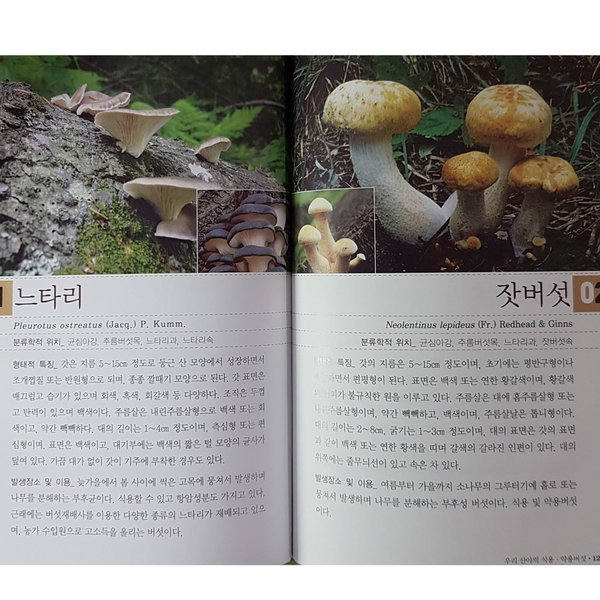 느타리
Pleurotus ostreatus (Jacq.) P. Kumm.
분류학적 위치_ 균심아강, 주름버섯목, 느타리과, 느타리속
형태적 특징_ 갓은 지름 5~15cm 정도로 둥근 산 모양에서 성장하면서
조개껍질 또는 반원형으로 되며, 종종 깔때기 모양으로 된다. 갓 표면은
매끄럽고 습기가 있으며 회색, 흑색, 회갈색 등 다양하다. 조직은 두껍
고 탄력이 있으며 백색이다. 주름살은 내린주름살형으로 백색 또는 회
색이고, 약간 빽빽하다. 대의 길이는 1~4cm 정도이며, 측심형 또는 편
심형이며, 표면은 백색이고, 대기부에는 백색의 짧은 털 모양의 균사가
덮여 있다. 가끔 대가 없이 갓이 기주에 부착한 경우도 있다.
발생장소 및 이용_ 늦가을에서 봄 사이에 썩은 고목에 뭉쳐서 발생하며
나무를 분해하는 부후균이다. 식용할 수 있고 항암성분도 가지고 있다.
근래에는 버섯재배사를 이용한 다양한 종류의 느타리가 재배되고 있으
며, 농가 수입원으로 고소득을 올리는 버섯이다.
잣버섯
02
Neolentinus lepideus (Fr.) Redhead & Ginns
분류학적 위치_ 균심아강, 주름버섯목, 느타리과, 잣버섯속
특징_ 갓의 지름은 5~15cm 정도이며, 초기에는 평반구형이나
하면서 편평형이 된다. 표면은 백색 또는 연한 황갈색이며, 황갈색
의 인피가 불규칙한 원을 이루고 있다. 주름살은 대에 홈주름살형 또는
내린주름살형이며, 약간 빽빽하고, 백색이며, 주름살날은 톱니형이다.
대의 길이는 2~8cm, 굵기는 1~3cm 정도이며, 대의 표면은 갓의 표면
과 같이 백색 또는 연한 황색을 띠며 갈색의 갈라진 인편이 있다. 대의
위쪽에는 줄무늬선이 있고 속은 차 있다.
발생장소 및 이용_ 여름부터 가을까지 소나무의 그루터기에 홀로 또는
뭉쳐서 발생하며 나무를 분해하는 부후성 버섯이다. 식용 및 약용버섯
이다.
우리 산야의 식용·약용버섯 • 12